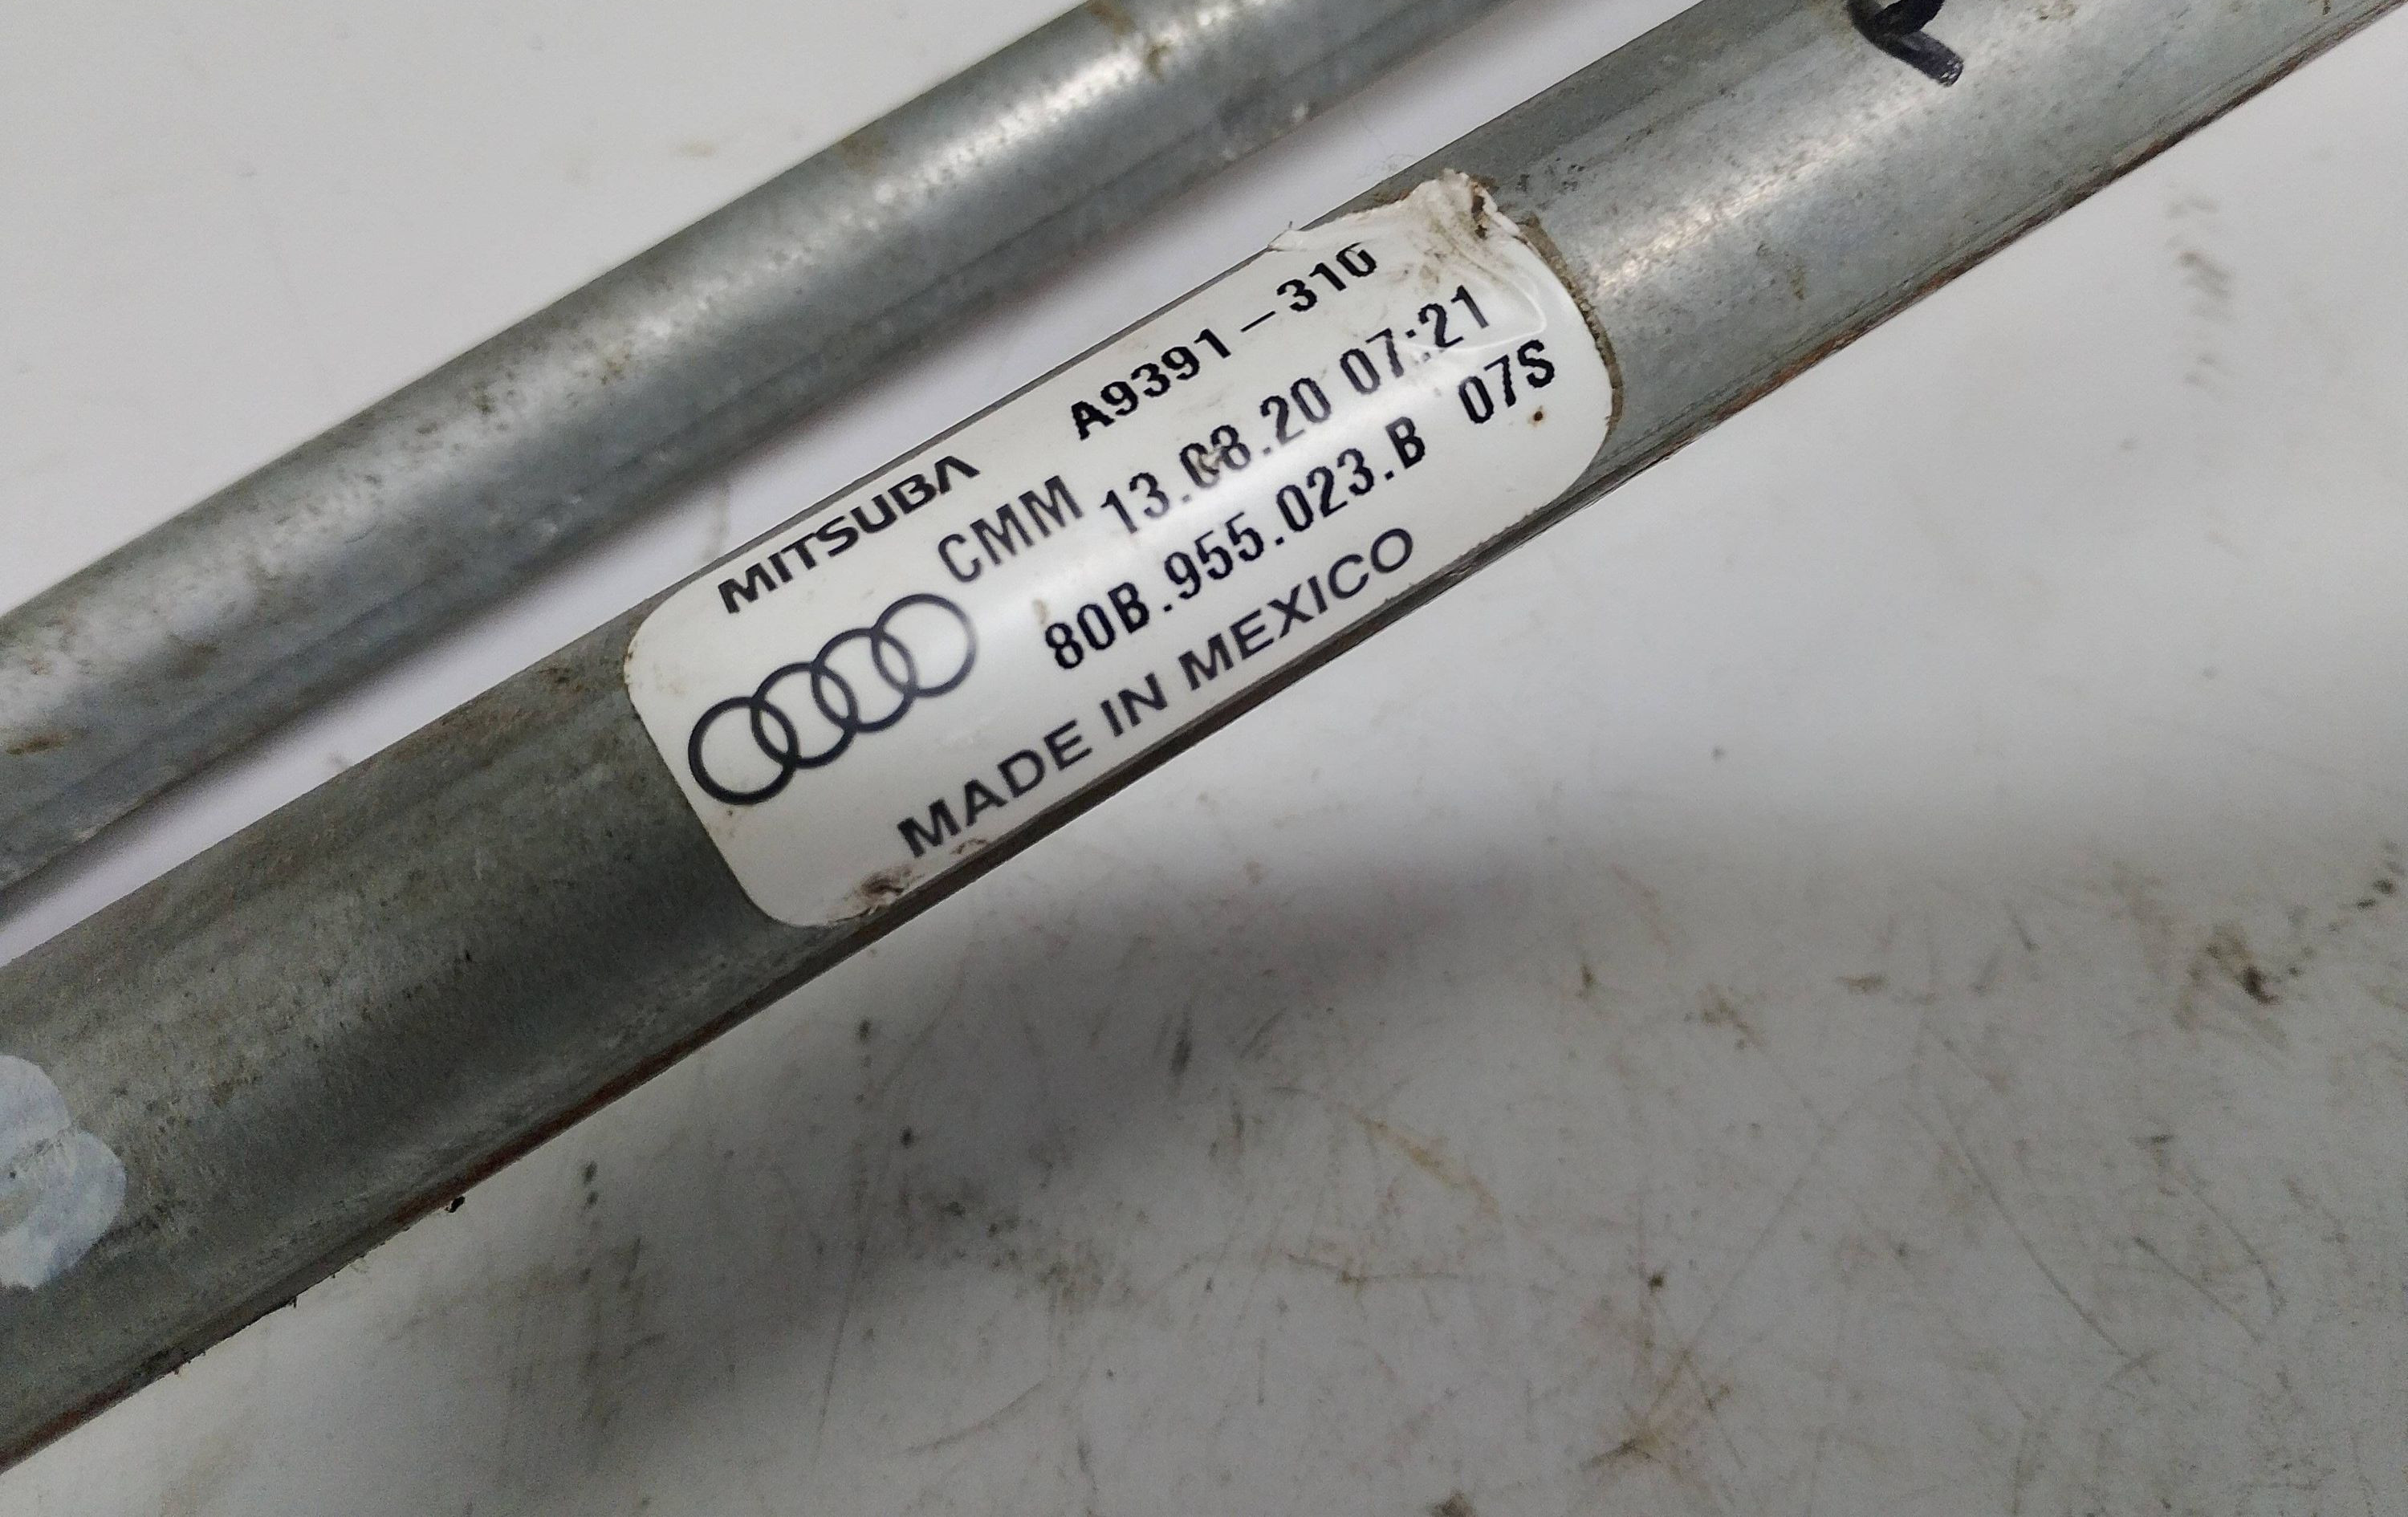 MITSUBA A9391-310
CMM 13.08.20 07:21
80B.955.023.B 07S
MADE IN MEXICO